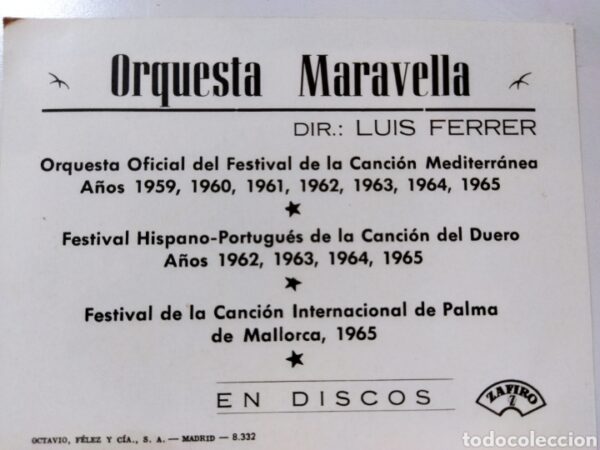 Orquesta Maravella
DIR.: LUIS FERRER
Orquesta Oficial del Festival de la Canción Mediterránea
Años 1959, 1960, 1961, 1962, 1963, 1964, 1965
Festival Hispano-Portugués de la Canción del Duero
Años 1962, 1963, 1964, 1965
Festival de la Canción Internacional de Palma
de Mallorca, 1965
EN DISCOS
ZAFIRO
Z
OCTAVIO, FÉLEZ Y CÍA., S. A. — MADRID - 8.332
todocoleccion